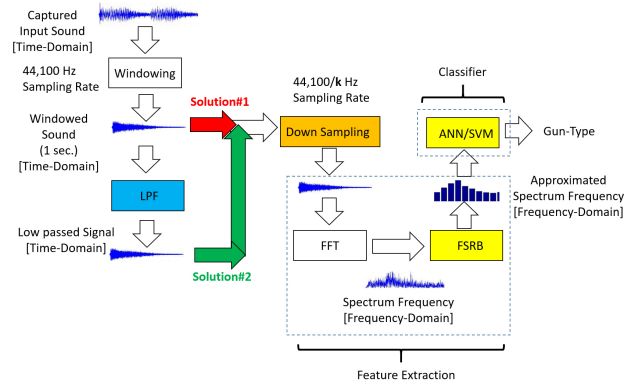 Captured
Input Sound
[Time-Domain]
44,100 Hz
Sampling Rate
Windowing
Windowed
Sound
(1 sec.)
[Time-Domain]
LPF
Low passed Signal
[Time-Domain]
Solution#1
Solution#2
44,100/k Hz
Sampling Rate
Down Sampling
FFT
FSRB
Spectrum Frequency
[Frequency-Domain]
Approximated
Spectrum Frequency
[Frequency-Domain]
Classifier
ANN/SVM
Gun-Type
Feature Extraction